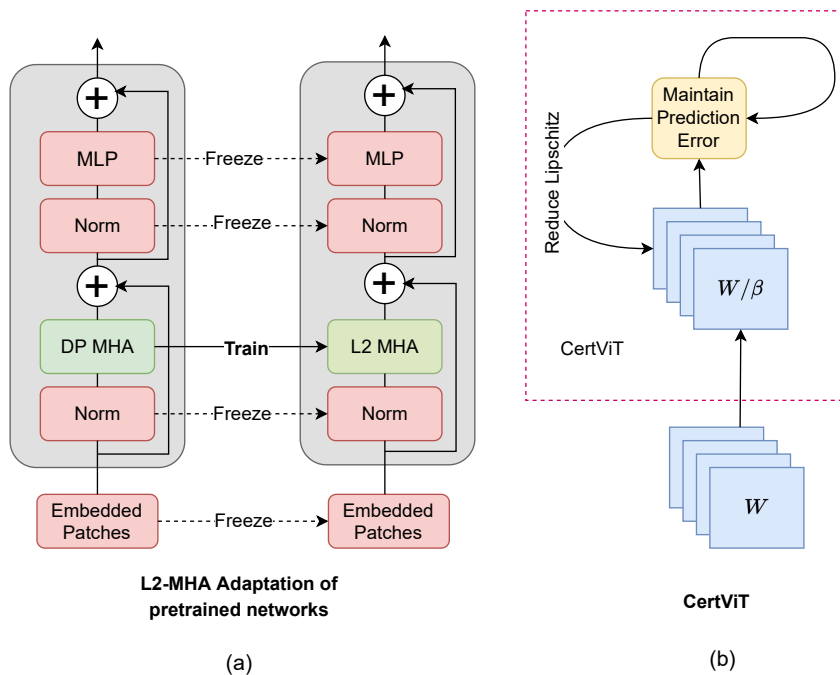 MLP
Freeze
MLP
Norm
Freeze
Norm
DP MHA
Train
L2 MHA
Norm
Freeze
Norm
Embedded
Patches
Freeze
Embedded
Patches
L2-MHA Adaptation of
pretrained networks
(a)
Maintain
Prediction
Error
Reduce Lipschitz
W/β
CertViT
W
CertViT
(b)